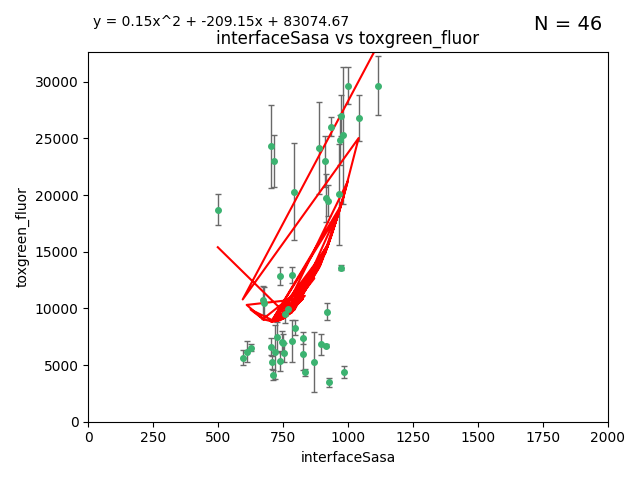 y = 0.15x^2 + -209.15x + 83074.67
N = 46
interfaceSasa vs toxgreen_fluor
30000
25000
20000
15000
10000
5000
0
toxgreen_fluor
0 250 500 750 1000 1250 1500 1750 2000
interfaceSasa